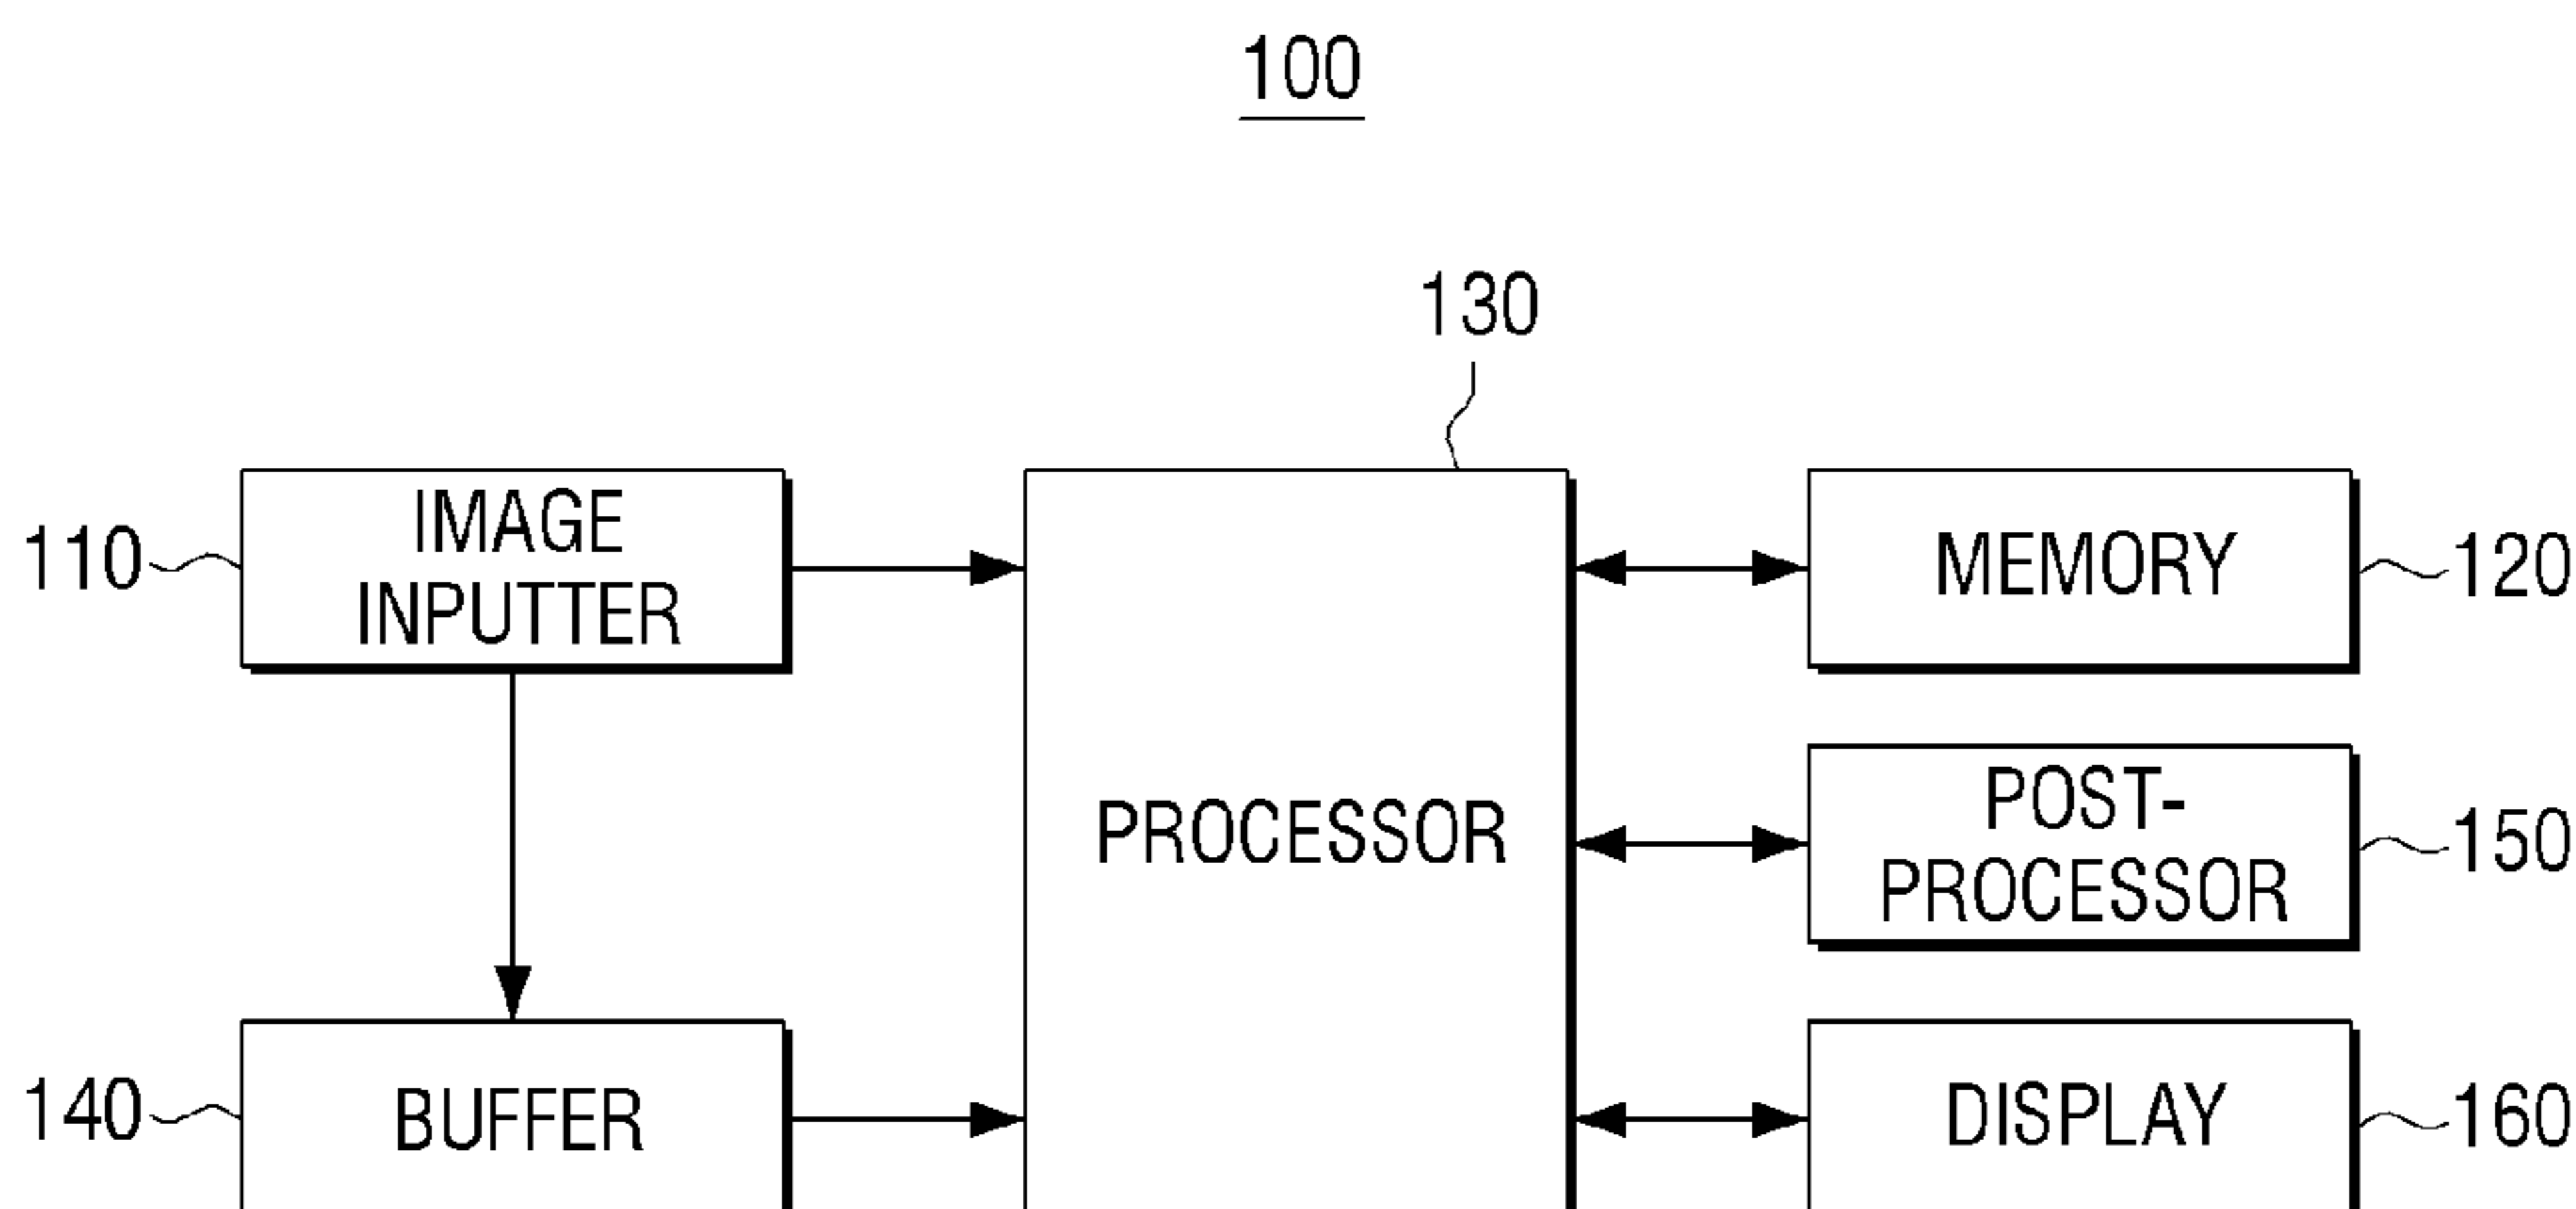 100
130
110
IMAGE
INPUTTER
MEMORY
120
PROCESSOR
POST-
PROCESSOR
150
140
BUFFER
DISPLAY
160